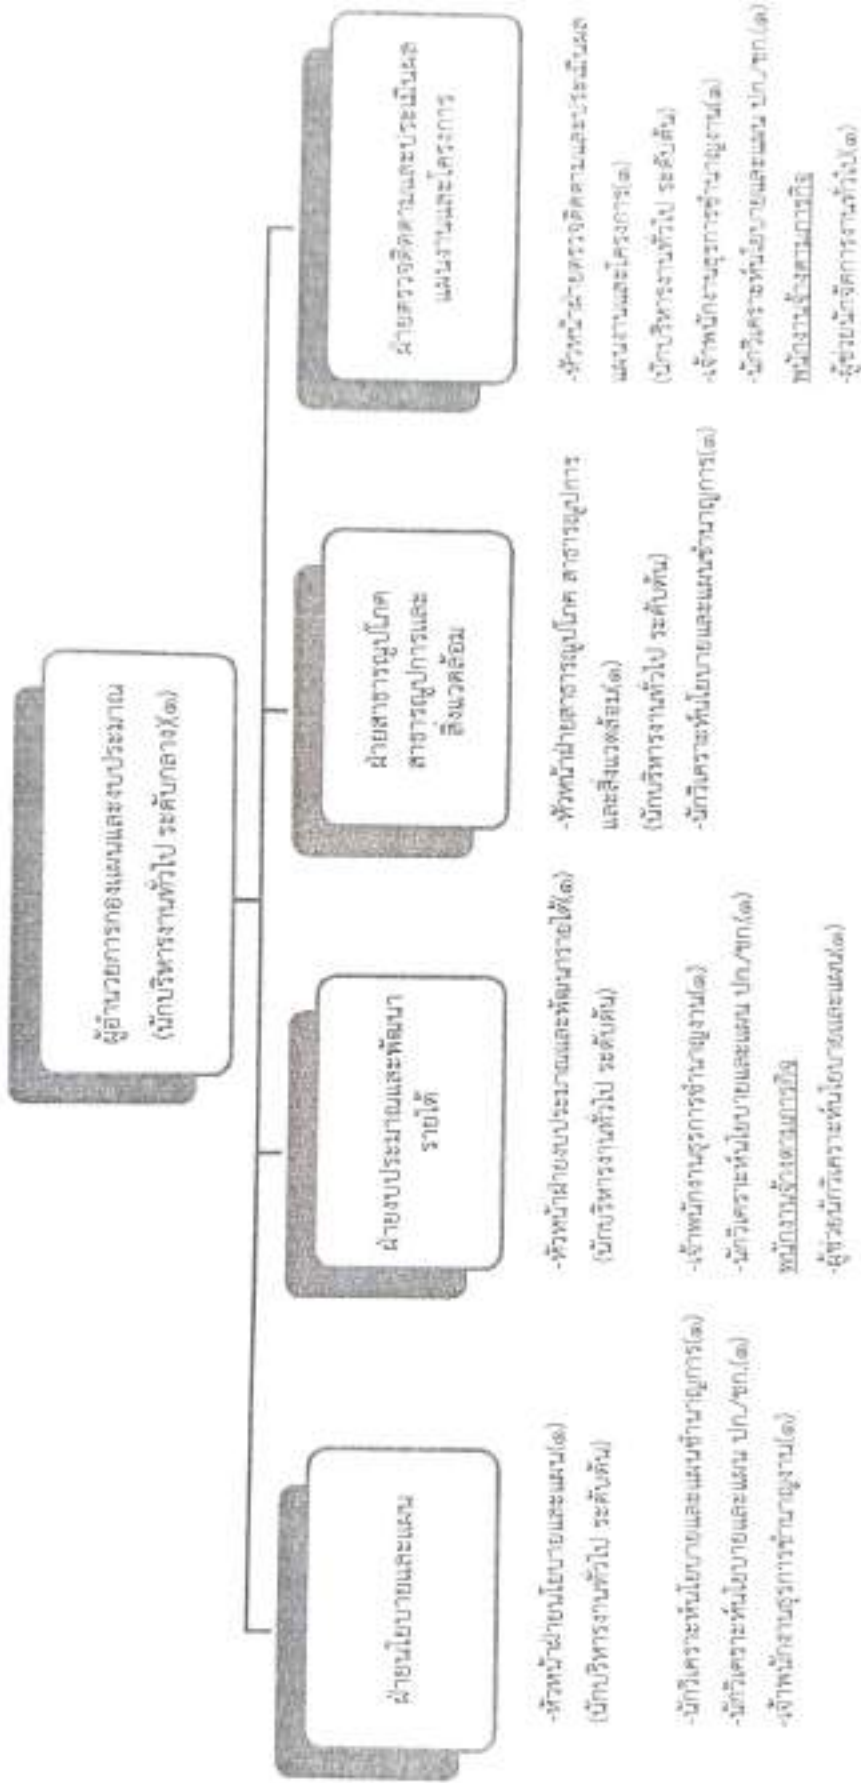 ผู้อำนวยการกองแผนและงบประมาณ
(นักบริหารงานทั่วไป ระดับกลาง)(๑)
ฝ่ายนโยบายและแผน
ฝ่ายงบประมาณและพัฒนา
รายได้
ฝ่ายสาธารณูปโภค
สาธารณูปการและ
สิ่งแวดล้อม
ฝ่ายตรวจติดตามและประเมินผล
แผนงานและโครงการ
-หัวหน้าฝ่ายนโยบายและแผน(๑)
(นักบริหารงานทั่วไป ระดับต้น)
-นักวิเคราะห์นโยบายและแผนชำนาญการ(๑)
-นักวิเคราะห์นโยบายและแผน ปก./ชก.(๑)
-เจ้าพนักงานธุรการชำนาญงาน(๑)
-หัวหน้าฝ่ายงบประมาณและพัฒนารายได้(๑)
(นักบริหารงานทั่วไป ระดับต้น)
-เจ้าพนักงานธุรการชำนาญงาน(๑)
-นักวิเคราะห์นโยบายและแผน ปก./ชก.(๑)
พนักงานจ้างตามภารกิจ
-ผู้ช่วยนักวิเคราะห์นโยบายและแผน(๑)
-หัวหน้าฝ่ายสาธารณูปโภค สาธารณูปการ
และสิ่งแวดล้อม(๑)
(นักบริหารงานทั่วไป ระดับต้น)
-นักวิเคราะห์นโยบายและแผนชำนาญการ(๑)
-หัวหน้าฝ่ายตรวจติดตามและประเมินผล
แผนงานและโครงการ(๑)
(นักบริหารงานทั่วไป ระดับต้น)
-เจ้าพนักงานธุรการชำนาญงาน(๑)
-นักวิเคราะห์นโยบายและแผน ปก./ชก.(๑)
พนักงานจ้างตามภารกิจ
-ผู้ช่วยนักจัดการงานทั่วไป(๑)